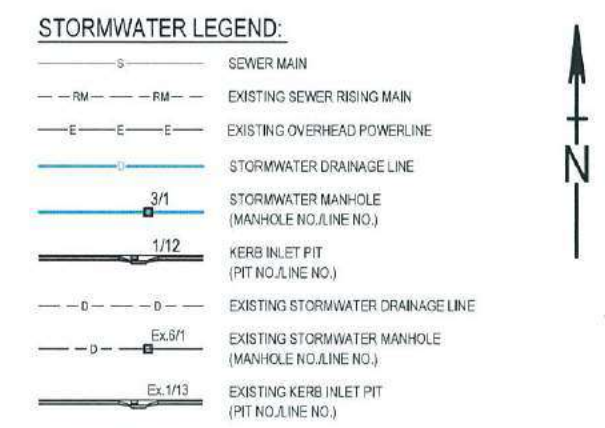 STORMWATER LEGEND:
S SEWER MAIN
RM RM EXISTING SEWER RISING MAIN
E E E EXISTING OVERHEAD POWERLINE
D STORMWATER DRAINAGE LINE
3/1 STORMWATER MANHOLE
(MANHOLE NO./LINE NO.)
1/12 KERB INLET PIT
(PIT NO./LINE NO.)
D D EXISTING STORMWATER DRAINAGE LINE
D Ex.6/1 EXISTING STORMWATER MANHOLE
(MANHOLE NO./LINE NO.)
Ex.1/13 EXISTING KERB INLET PIT
(PIT NO./LINE NO.)
N